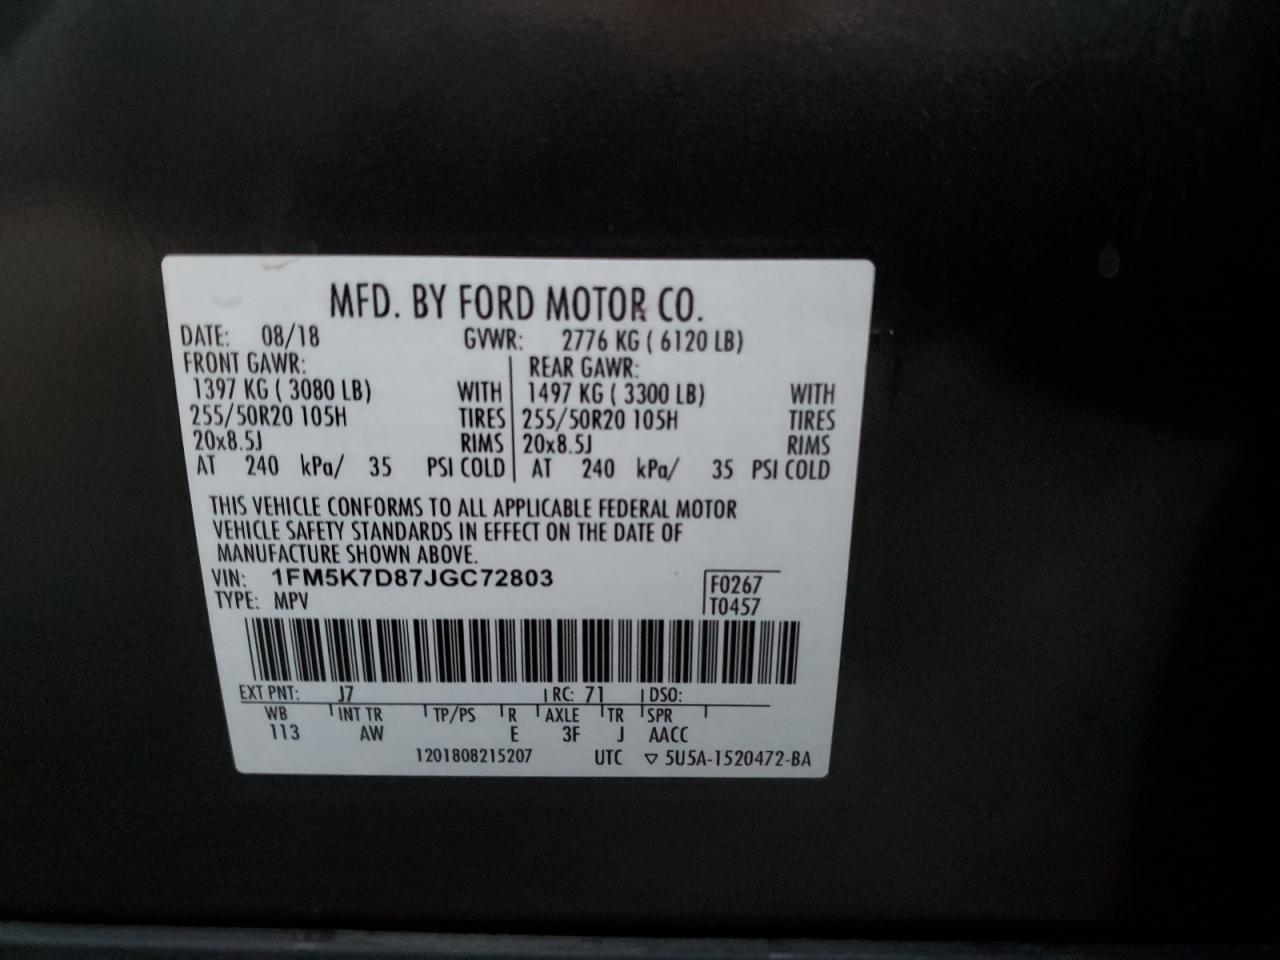 MFD. BY FORD MOTOR CO.
DATE: 08/18 GVWR: 2776 KG ( 6120 LB)
FRONT GAWR: REAR GAWR:
1397 KG ( 3080 LB) WITH 1497 KG ( 3300 LB) WITH
255/50R20 105H TIRES 255/50R20 105H TIRES
20x8.5J RIMS 20x8.5J RIMS
AT 240 kPa/ 35 PSI COLD AT 240 kPa/ 35 PSI COLD
THIS VEHICLE CONFORMS TO ALL APPLICABLE FEDERAL MOTOR
VEHICLE SAFETY STANDARDS IN EFFECT ON THE DATE OF
MANUFACTURE SHOWN ABOVE.
VIN: 1FM5K7D87JGC72803 F0267
TYPE: MPV T0457
EXT PNT: J7 RC: 71 DSO:
WB INT TR TP/PS R AXLE TR SPR
113 AW E 3F J AACC
1201808215207 UTC ▽ 5U5A-1520472-BA